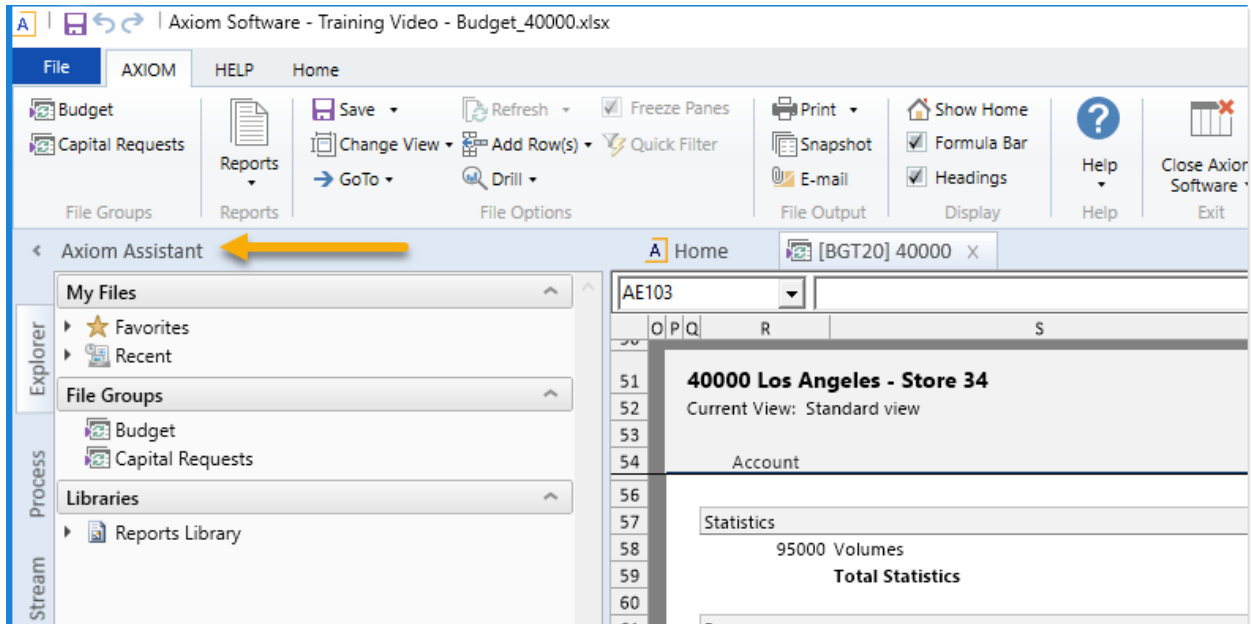 A Axiom Software - Training Video - Budget_40000.xlsx
File AXIOM HELP Home
Budget Save Refresh Freeze Panes Print Show Home
Capital Requests Reports Change View Add Row(s) Quick Filter Snapshot Formula Bar Help Close Axiom
GoTo Drill E-mail Headings Software
File Groups Reports File Options File Output Display Help Exit
< Axiom Assistant A Home [BGT20] 40000 X
My Files AE103
Favorites O P Q R S
Recent
Explorer
File Groups
Budget
Capital Requests
Process
Libraries
Reports Library
Stream
51 40000 Los Angeles - Store 34
52 Current View: Standard view
53
54 Account
56
57 Statistics
58 95000 Volumes
59 Total Statistics
60